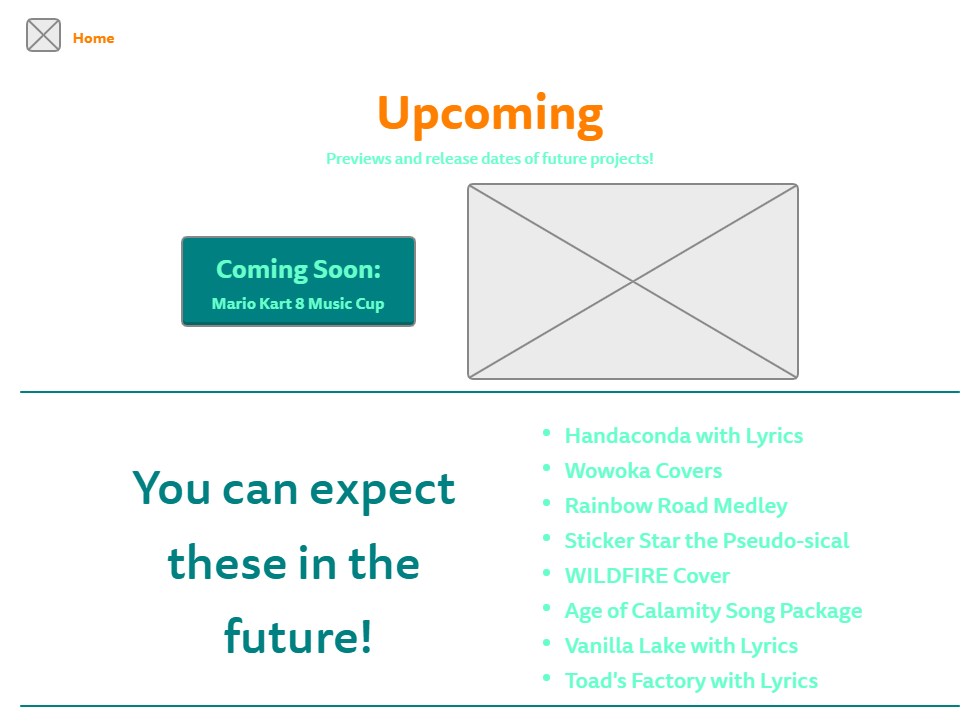 Home
Upcoming
Previews and release dates of future projects!
Coming Soon:
Mario Kart 8 Music Cup
You can expect
these in the
future!
• Handaconda with Lyrics
• Wowoka Covers
• Rainbow Road Medley
• Sticker Star the Pseudo-sical
• WILDFIRE Cover
• Age of Calamity Song Package
• Vanilla Lake with Lyrics
• Toad's Factory with Lyrics